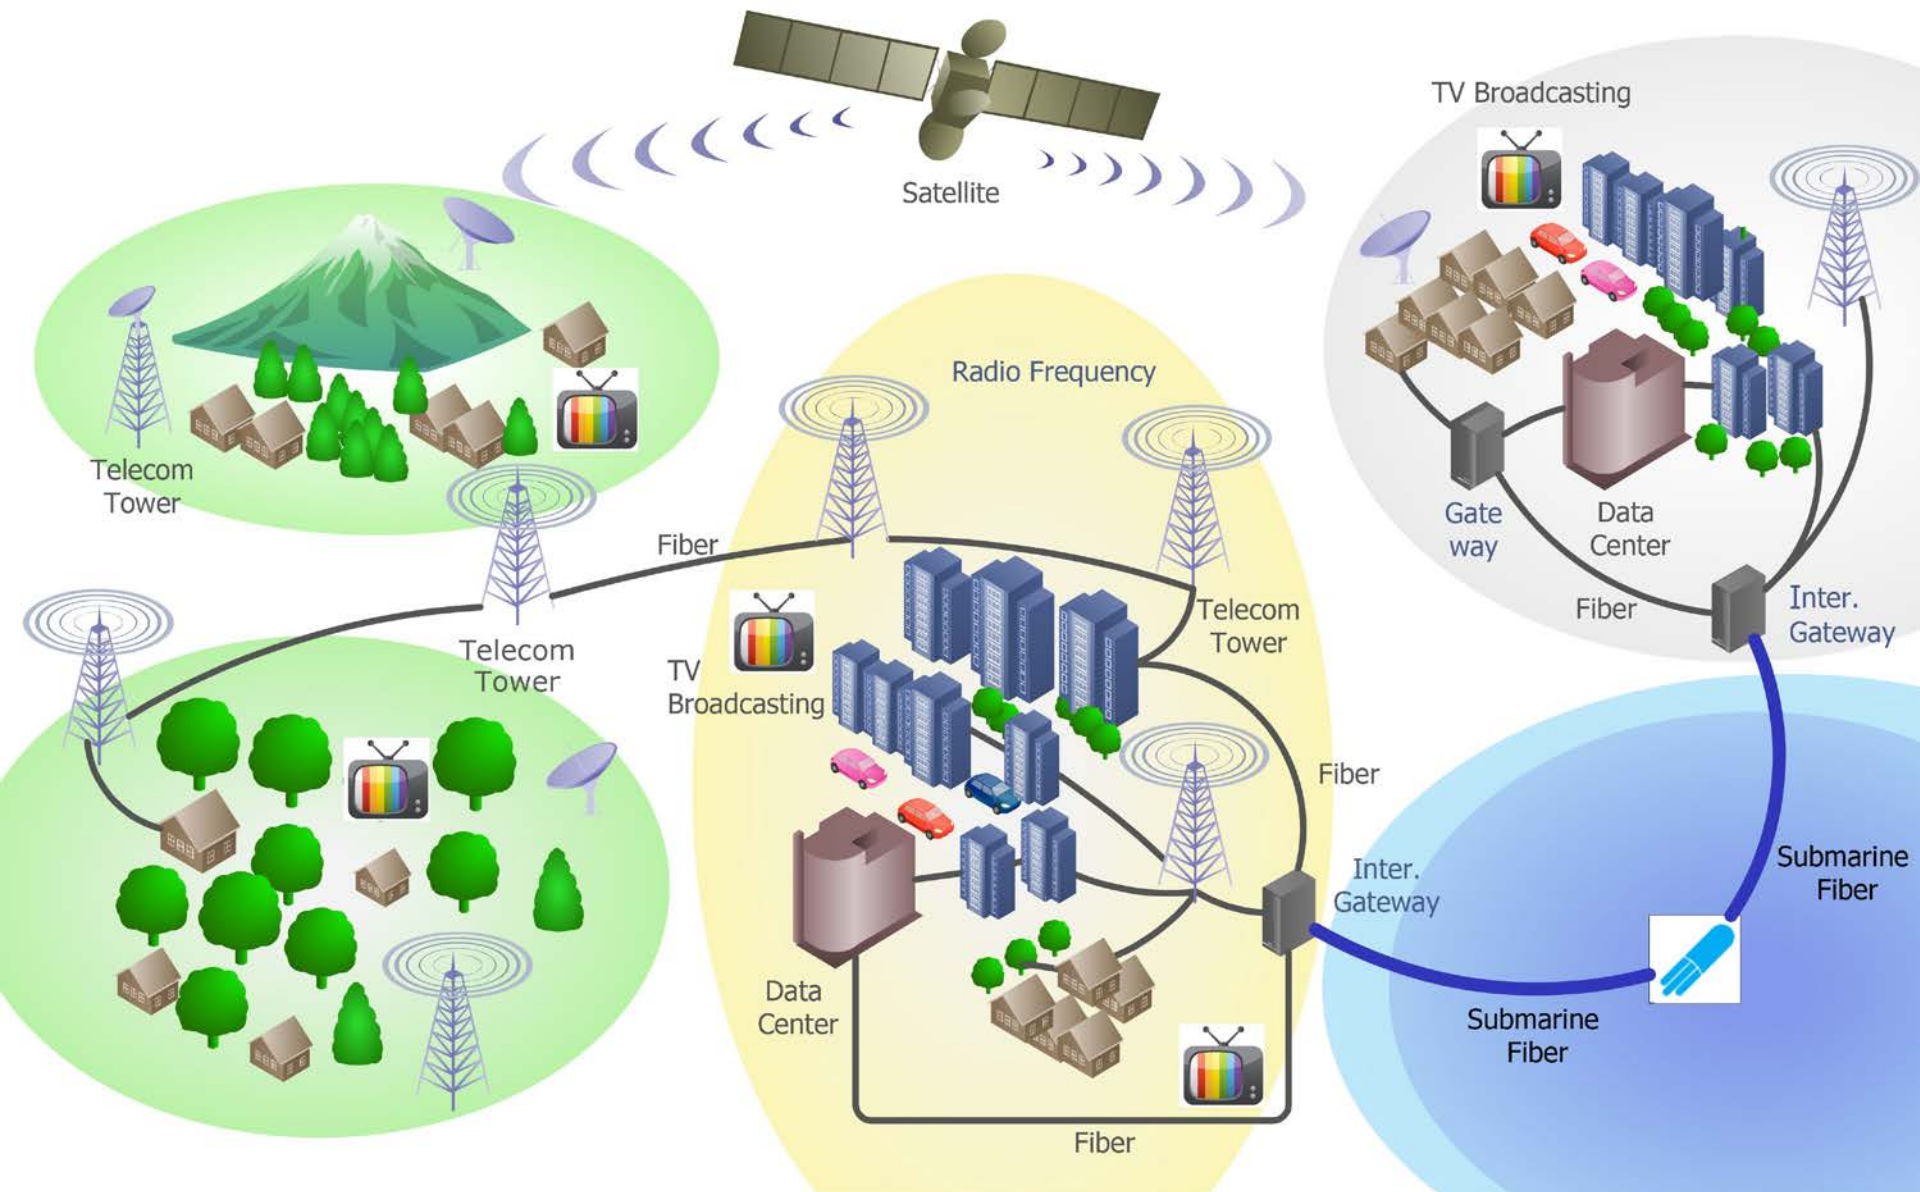 TV Broadcasting
Satellite
Radio Frequency
Telecom
Tower
Fiber
Gate
way
Data
Center
Fiber
Inter.
Gateway
Telecom
Tower
Telecom
Tower
TV
Broadcasting
Fiber
Inter.
Gateway
Submarine
Fiber
Data
Center
Submarine
Fiber
Fiber